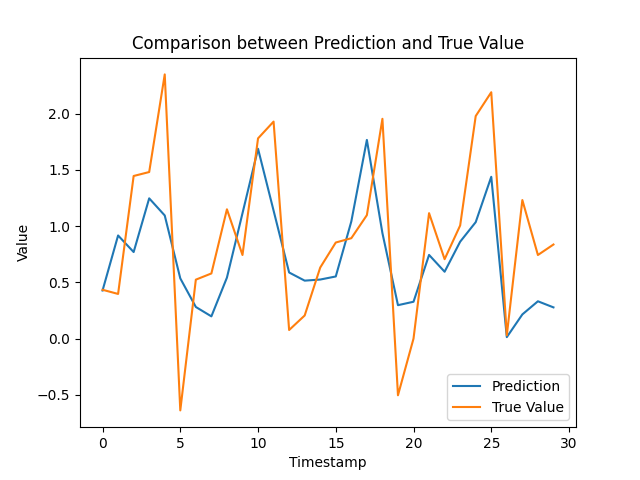 Comparison between Prediction and True Value
Value
2.0
1.5
1.0
0.5
0.0
−0.5
0 5 10 15 20 25 30
Timestamp
Prediction
True Value